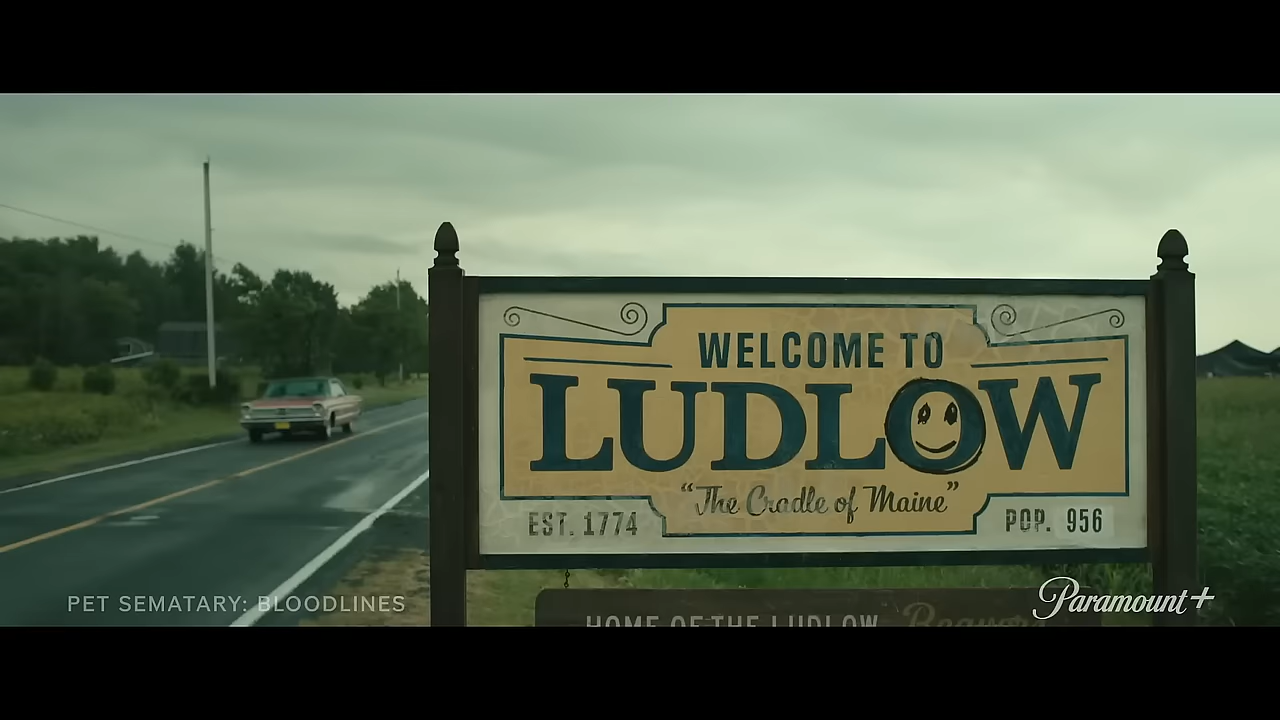 WELCOME TO
LUDLOW
“The Cradle of Maine”
EST. 1774
POP. 956
HOME OF THE LUDLOW Beavers
PET SEMATARY: BLOODLINES
Paramount+